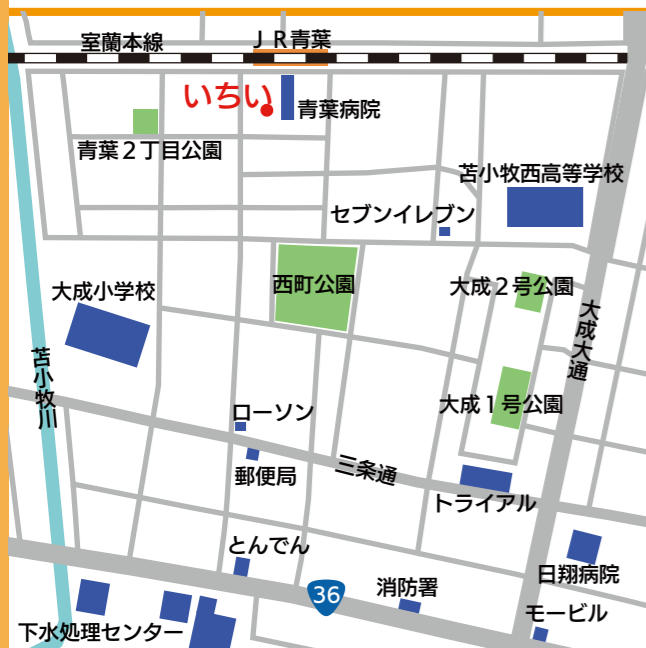 室蘭本線
ＪＲ青葉
いちい
青葉病院
青葉２丁目公園
苫小牧西高等学校
セブンイレブン
西町公園
大成２号公園
大成小学校
大成大通
苫小牧川
大成１号公園
ローソン
三条通
郵便局
トライアル
とんでん
日翔病院
36
消防署
モービル
下水処理センター